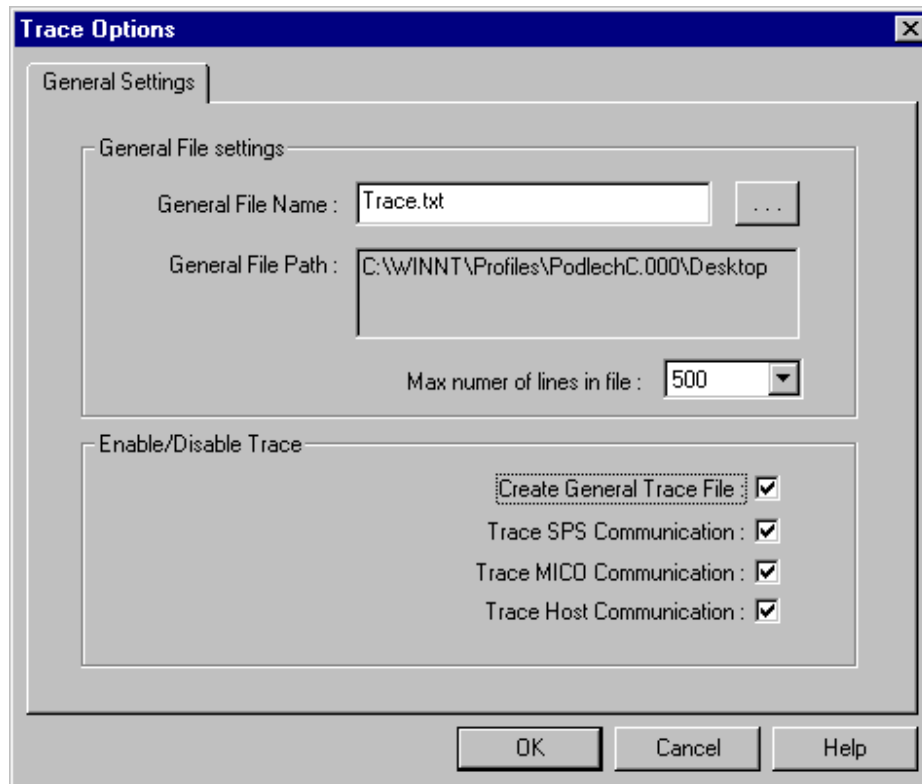 Trace Options
General Settings
General File settings
General File Name : Trace.txt ...
General File Path : C:\WINNT\Profiles\PodlechC.000\Desktop
Max numer of lines in file : 500
Enable/Disable Trace
Create General Trace File :
Trace SPS Communication :
Trace MICO Communication :
Trace Host Communication :
OK Cancel Help